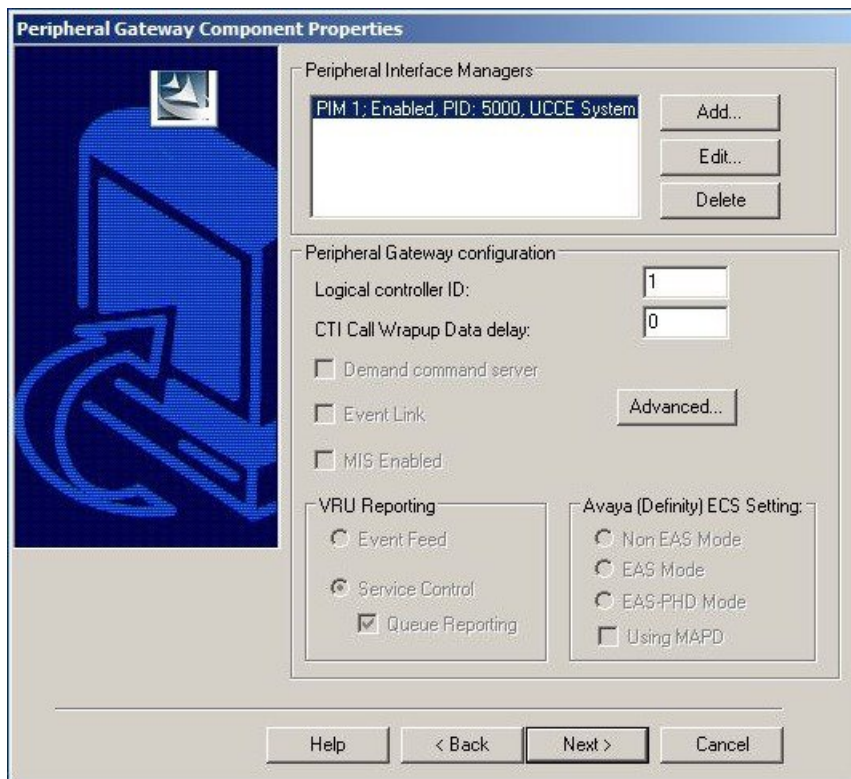 Peripheral Gateway Component Properties
Peripheral Interface Managers
PIM 1; Enabled, PID: 5000, UCCE System
Add...
Edit...
Delete
Peripheral Gateway configuration
Logical controller ID:
1
CTI Call Wrapup Data delay:
0
Demand command server
Event Link
Advanced...
MIS Enabled
VRU Reporting
Event Feed
Service Control
Queue Reporting
Avaya (Definity) ECS Setting:
Non EAS Mode
EAS Mode
EAS-PHD Mode
Using MAPD
Help
< Back
Next >
Cancel